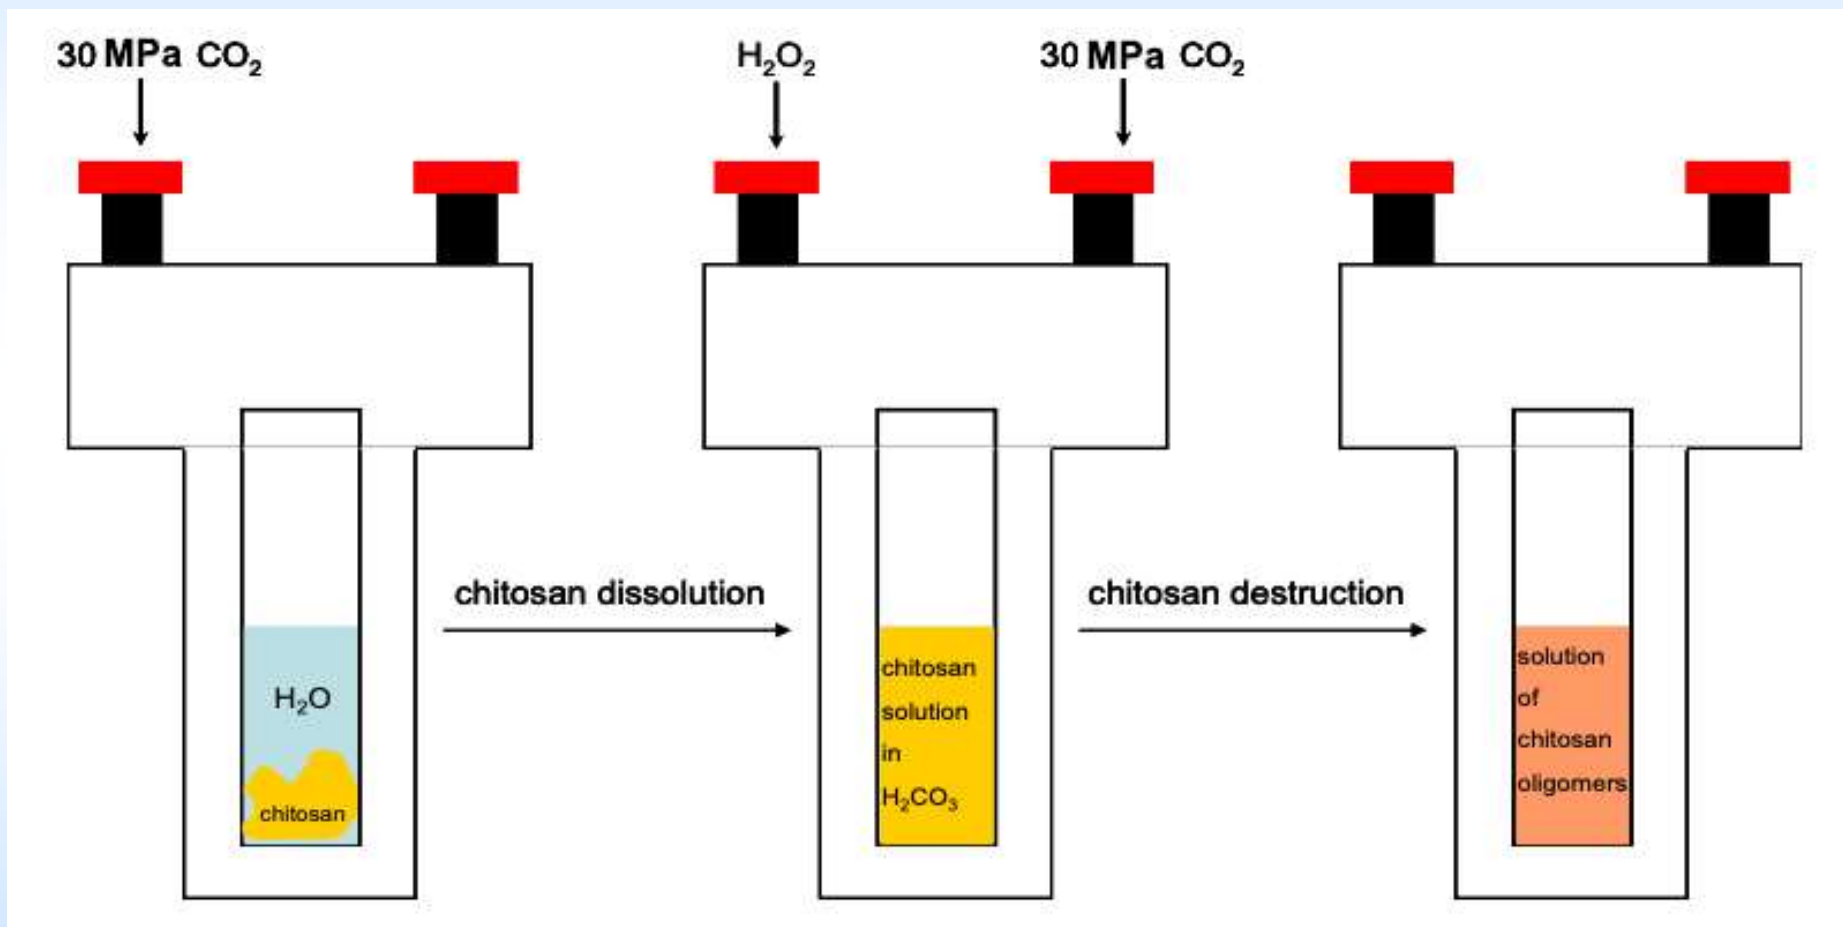 30 MPa CO₂
H₂O₂
30 MPa CO₂
chitosan dissolution
chitosan destruction
H₂O
chitosan
chitosan
solution
in
H₂CO₃
solution
of
chitosan
oligomers